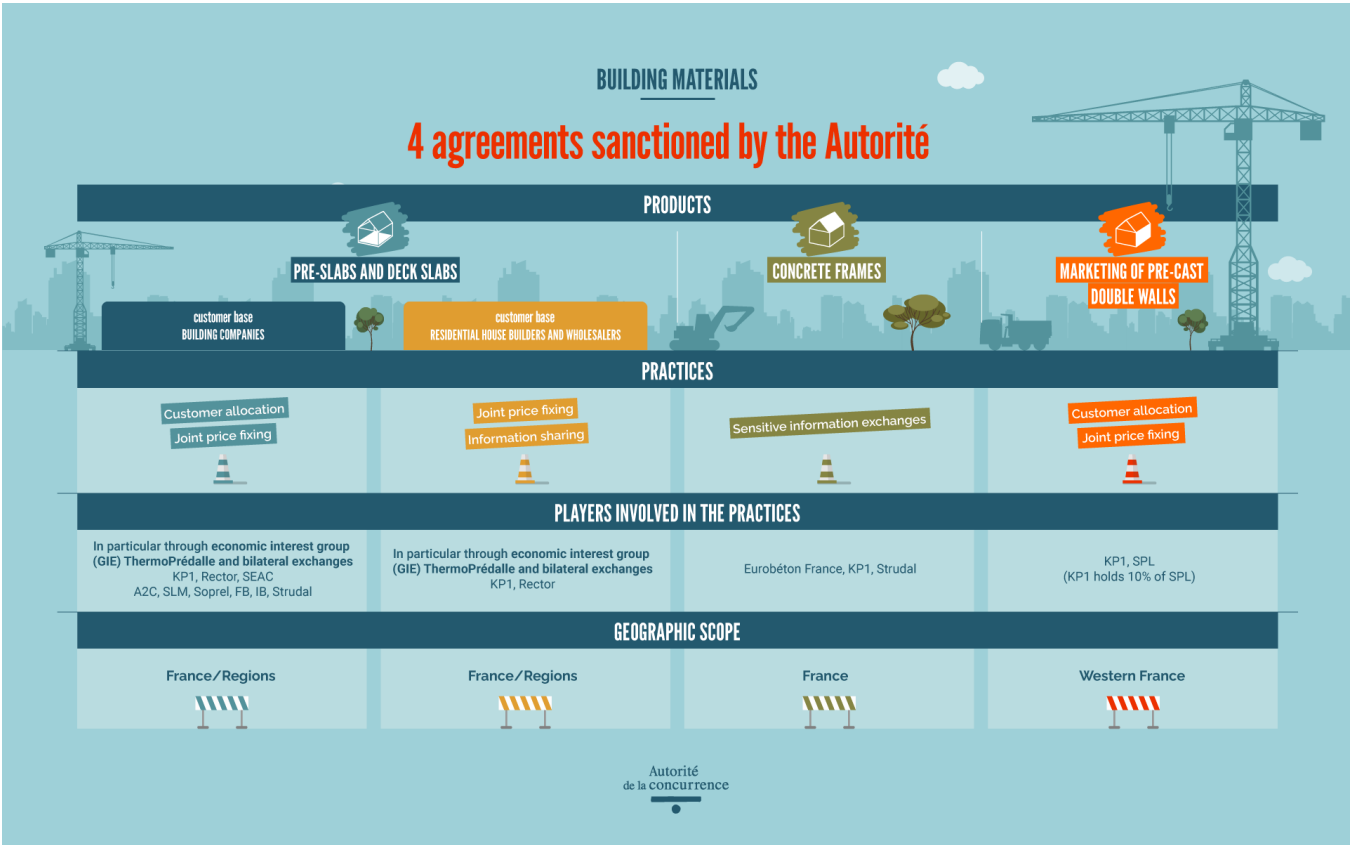 BUILDING MATERIALS
4 agreements sanctioned by the Autorité
PRODUCTS
PRE-SLABS AND DECK SLABS
customer base
BUILDING COMPANIES
customer base
RESIDENTIAL HOUSE BUILDERS AND WHOLESALERS
CONCRETE FRAMES
MARKETING OF PRE-CAST
DOUBLE WALLS
PRACTICES
Customer allocation
Joint price fixing
Joint price fixing
Information sharing
Sensitive information exchanges
Customer allocation
Joint price fixing
PLAYERS INVOLVED IN THE PRACTICES
In particular through economic interest group
(GIE) ThermoPrédalle and bilateral exchanges
KP1, Rector, SEAC
A2C, SLM, Soprel, FB, IB, Strudal
In particular through economic interest group
(GIE) ThermoPrédalle and bilateral exchanges
KP1, Rector
Eurobéton France, KP1, Strudal
KP1, SPL
(KP1 holds 10% of SPL)
GEOGRAPHIC SCOPE
France/Regions
France/Regions
France
Western France
Autorité
de la concurrence